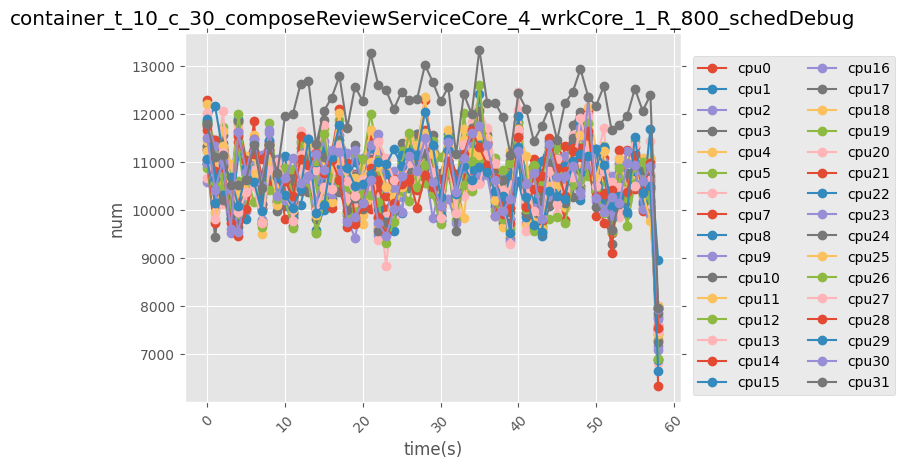 container_t_10_c_30_composeReviewServiceCore_4_wrkCore_1_R_800_schedDebug
13000
12000
11000
10000
9000
8000
7000
num
0
10
20
30
40
50
60
time(s)
cpu0
cpu1
cpu2
cpu3
cpu4
cpu5
cpu6
cpu7
cpu8
cpu9
cpu10
cpu11
cpu12
cpu13
cpu14
cpu15
cpu16
cpu17
cpu18
cpu19
cpu20
cpu21
cpu22
cpu23
cpu24
cpu25
cpu26
cpu27
cpu28
cpu29
cpu30
cpu31